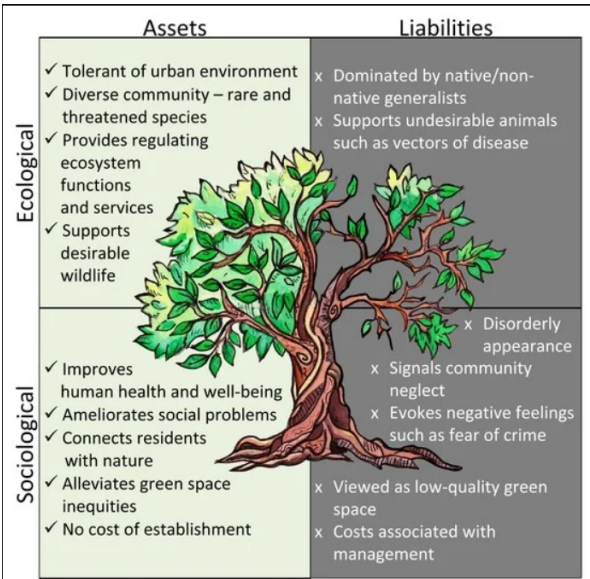 Assets
Liabilities
Ecological
✓ Tolerant of urban environment
✓ Diverse community – rare and
threatened species
✓ Provides regulating
ecosystem
functions
and services
✓ Supports
desirable
wildlife
x Dominated by native/non-
native generalists
x Supports undesirable animals
such as vectors of disease
Sociological
✓ Improves
human health and well-being
✓ Ameliorates social problems
✓ Connects residents
with nature
✓ Alleviates green space
inequities
✓ No cost of establishment
x Disorderly
appearance
x Signals community
neglect
x Evokes negative feelings
such as fear of crime
x Viewed as low-quality green
space
x Costs associated with
management